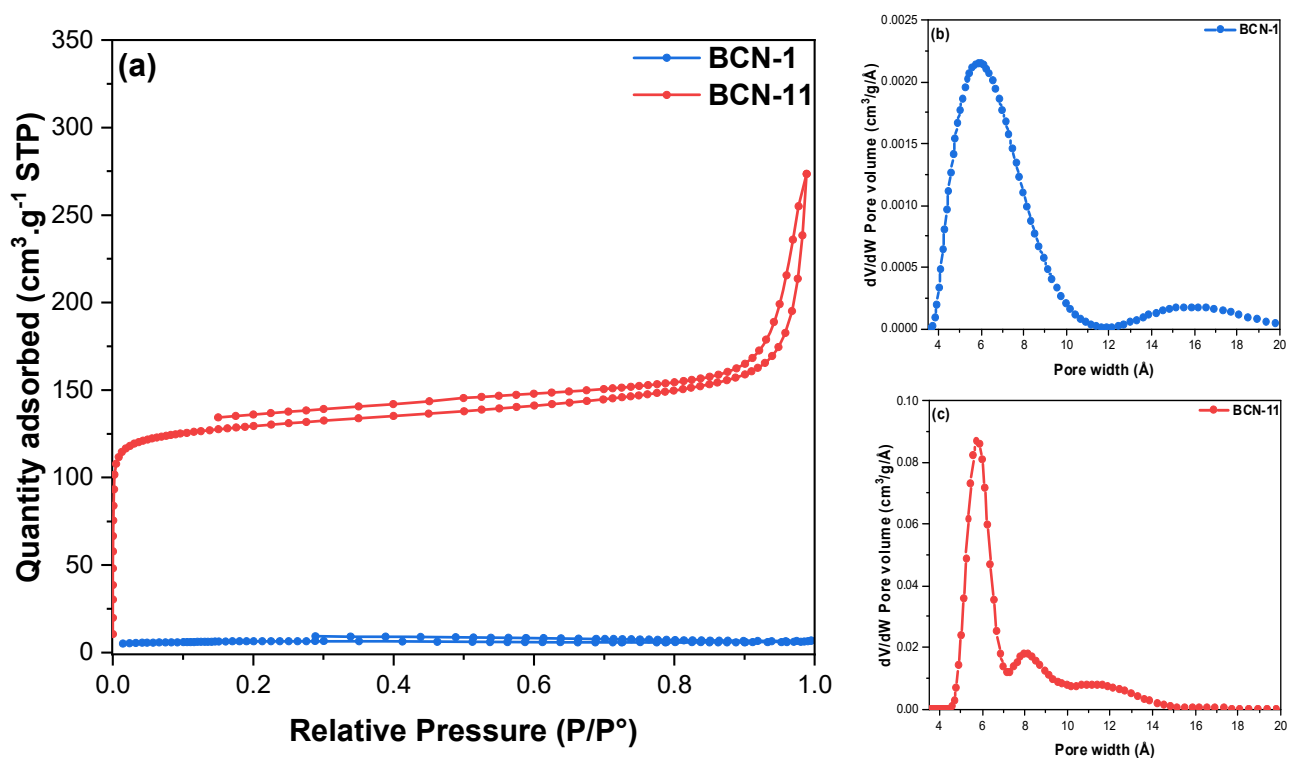 (a)
BCN-1
BCN-11
350
300
250
200
150
100
50
0
0.0 0.2 0.4 0.6 0.8 1.0
Quantity adsorbed (cm³.g⁻¹ STP)
Relative Pressure (P/P°)
(b)
BCN-1
0.0025
0.0020
0.0015
0.0010
0.0005
0.0000
4 6 8 10 12 14 16 18 20
dV/dW Pore volume (cm³/g/Å)
Pore width (Å)
(c)
BCN-11
0.10
0.08
0.06
0.04
0.02
0.00
4 6 8 10 12 14 16 18 20
dV/dW Pore volume (cm³/g/Å)
Pore width (Å)